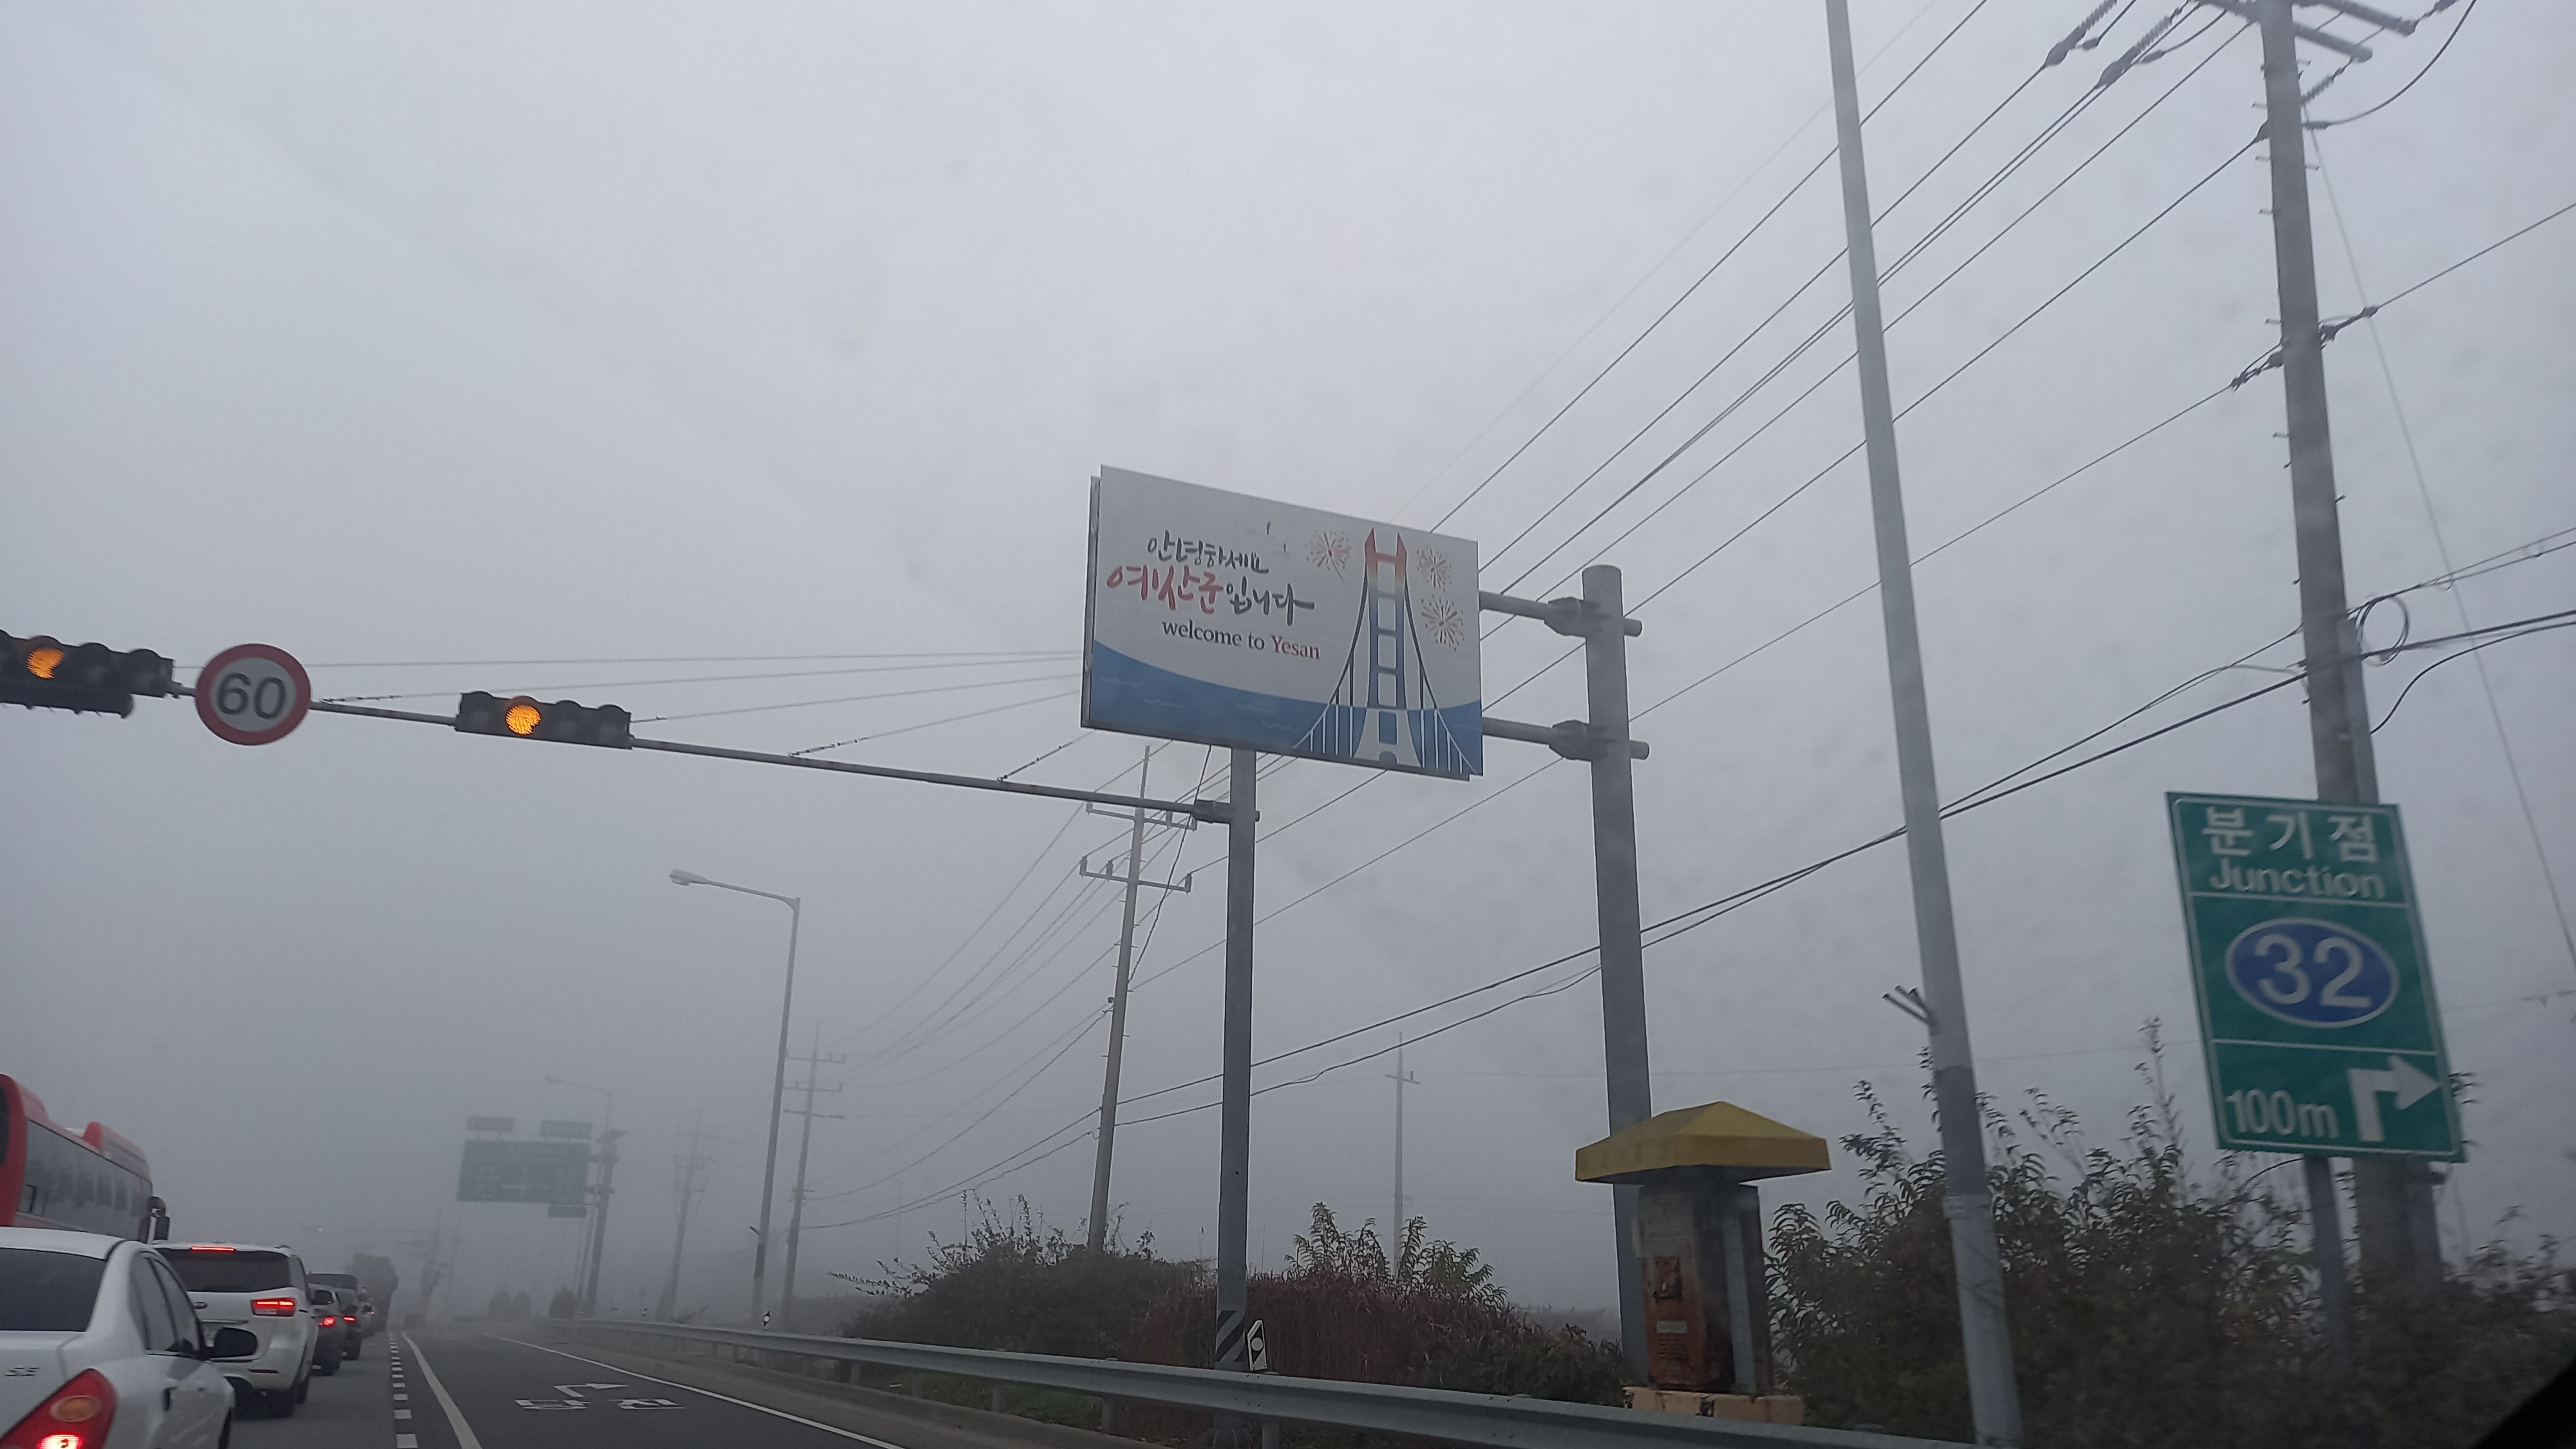 60
안녕하세요
예산군입니다
welcome to Yesan
분기점
Junction
32
100m
SE